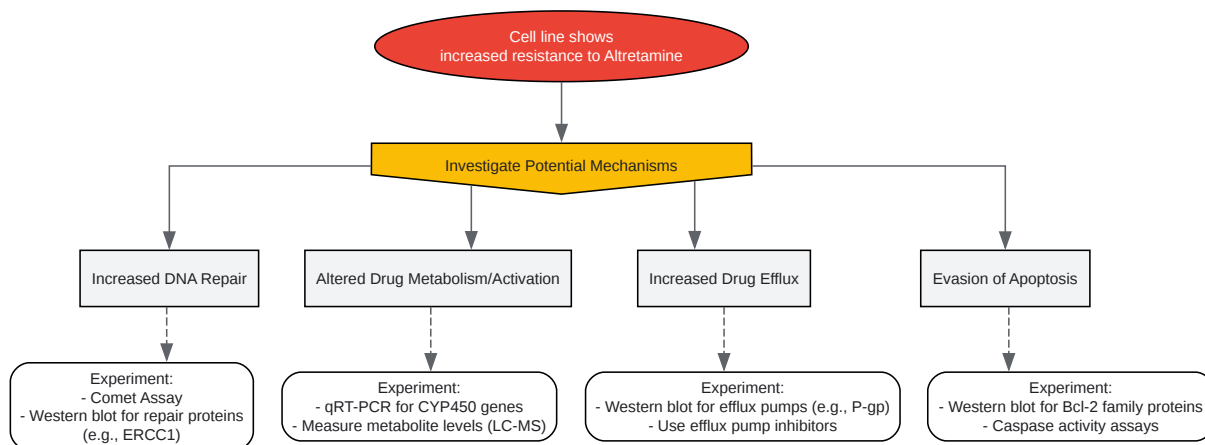 Cell line shows
increased resistance to Altretamine
Investigate Potential Mechanisms
Increased DNA Repair
Altered Drug Metabolism/Activation
Increased Drug Efflux
Evasion of Apoptosis
Experiment:
- Comet Assay
- Western blot for repair proteins
(e.g., ERCC1)
Experiment:
- qRT-PCR for CYP450 genes
- Measure metabolite levels (LC-MS)
Experiment:
- Western blot for efflux pumps (e.g., P-gp)
- Use efflux pump inhibitors
Experiment:
- Western blot for Bcl-2 family proteins
- Caspase activity assays